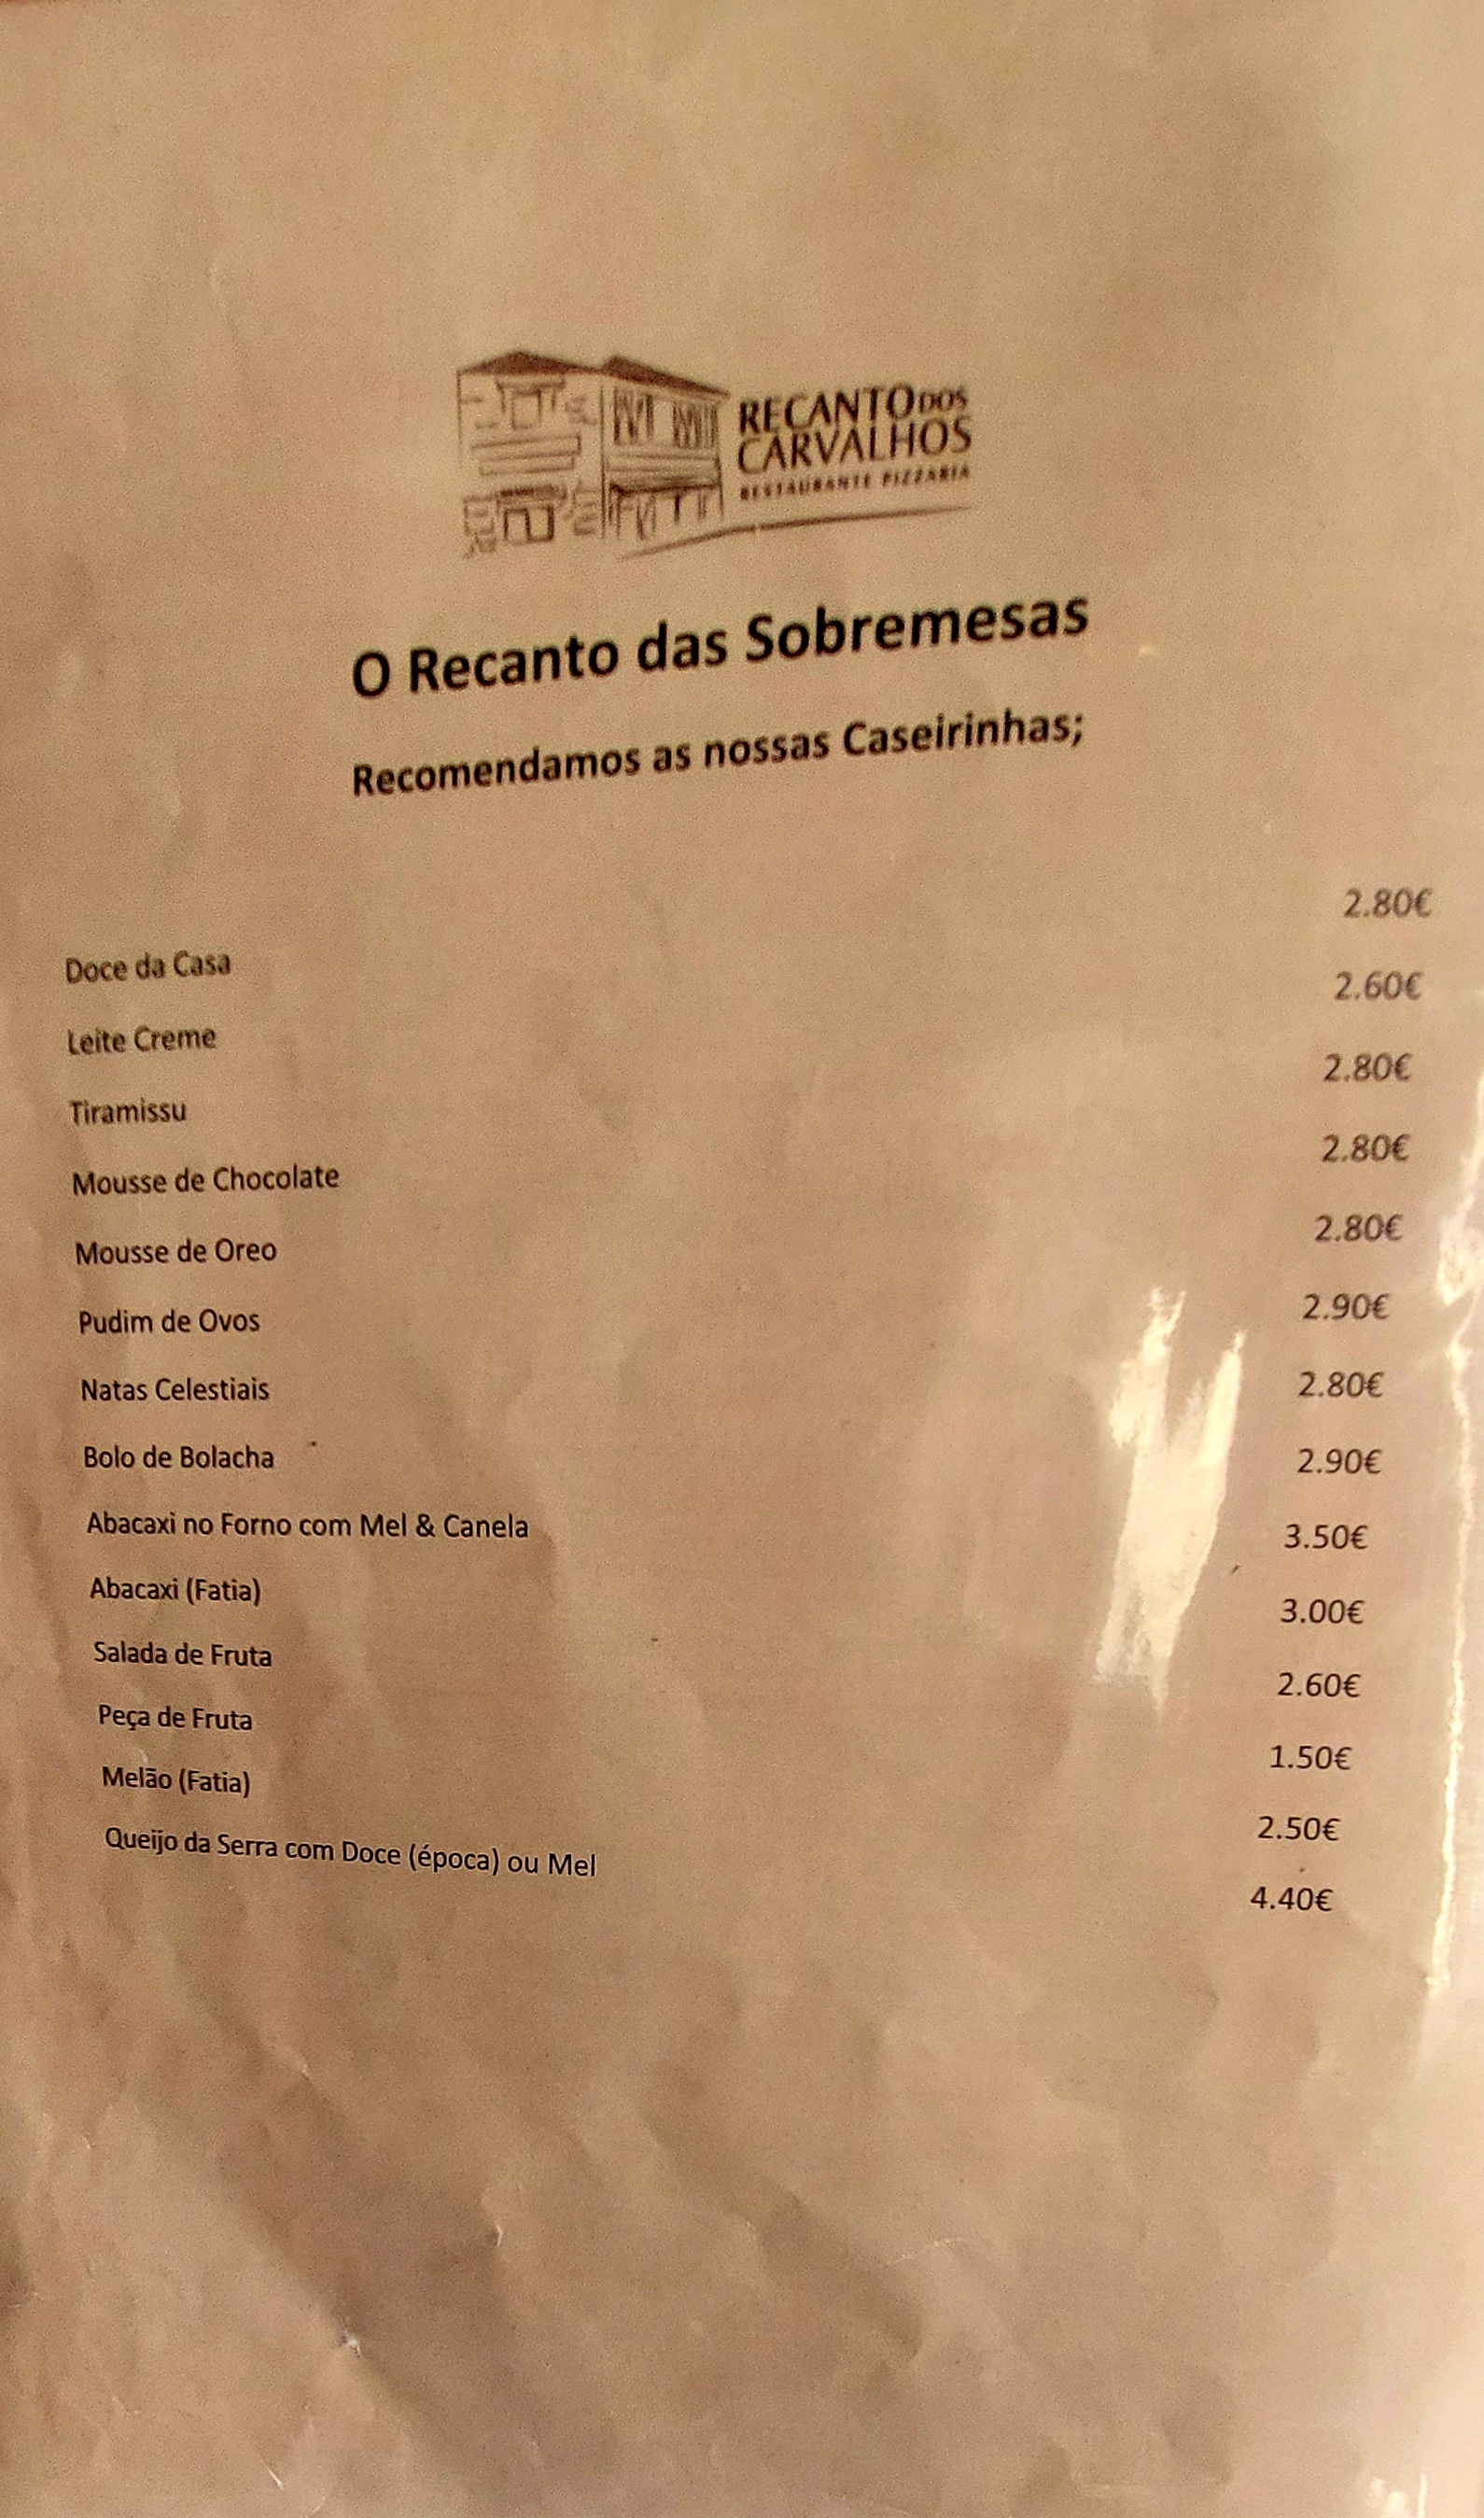 RECANTO DOS
CARVALHOS
RESTAURANTE PIZZARIA
O Recanto das Sobremesas
Recomendamos as nossas Caseirinhas;
Doce da Casa 2.80€
Leite Creme 2.60€
Tiramissu 2.80€
Mousse de Chocolate 2.80€
Mousse de Oreo 2.80€
Pudim de Ovos 2.90€
Natas Celestiais 2.80€
Bolo de Bolacha 2.90€
Abacaxi no Forno com Mel & Canela 3.50€
Abacaxi (Fatia) 3.00€
Salada de Fruta 2.60€
Peça de Fruta 1.50€
Melão (Fatia) 2.50€
Queijo da Serra com Doce (época) ou Mel 4.40€